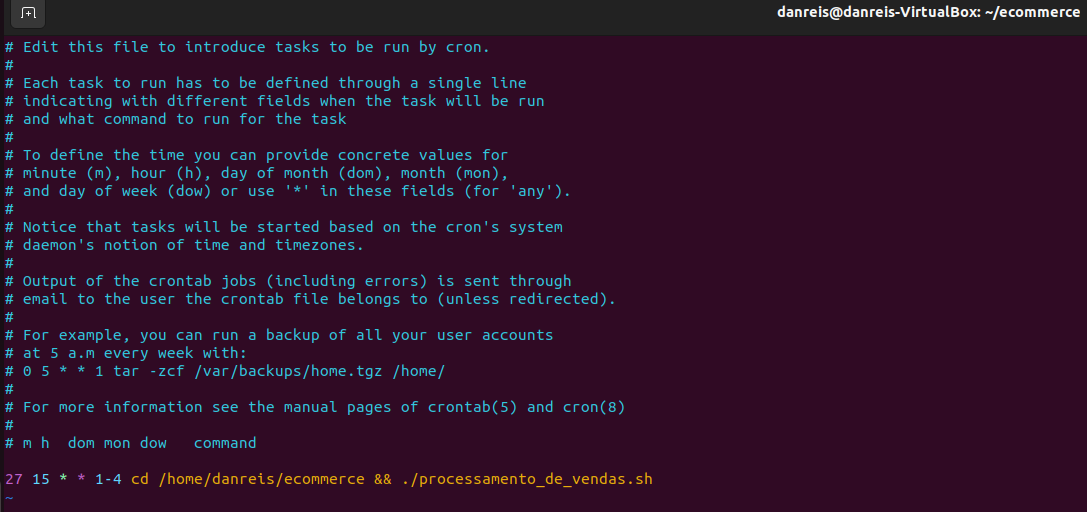 danreis@danreis-VirtualBox: ~/ecommerce
# Edit this file to introduce tasks to be run by cron.
#
# Each task to run has to be defined through a single line
# indicating with different fields when the task will be run
# and what command to run for the task
#
# To define the time you can provide concrete values for
# minute (m), hour (h), day of month (dom), month (mon),
# and day of week (dow) or use '*' in these fields (for 'any').
#
# Notice that tasks will be started based on the cron's system
# daemon's notion of time and timezones.
#
# Output of the crontab jobs (including errors) is sent through
# email to the user the crontab file belongs to (unless redirected).
#
# For example, you can run a backup of all your user accounts
# at 5 a.m every week with:
# 0 5 * * 1 tar -zcf /var/backups/home.tgz /home/
#
# For more information see the manual pages of crontab(5) and cron(8)
#
# m h  dom mon dow   command
27 15 * * 1-4 cd /home/danreis/ecommerce && ./processamento_de_vendas.sh
~